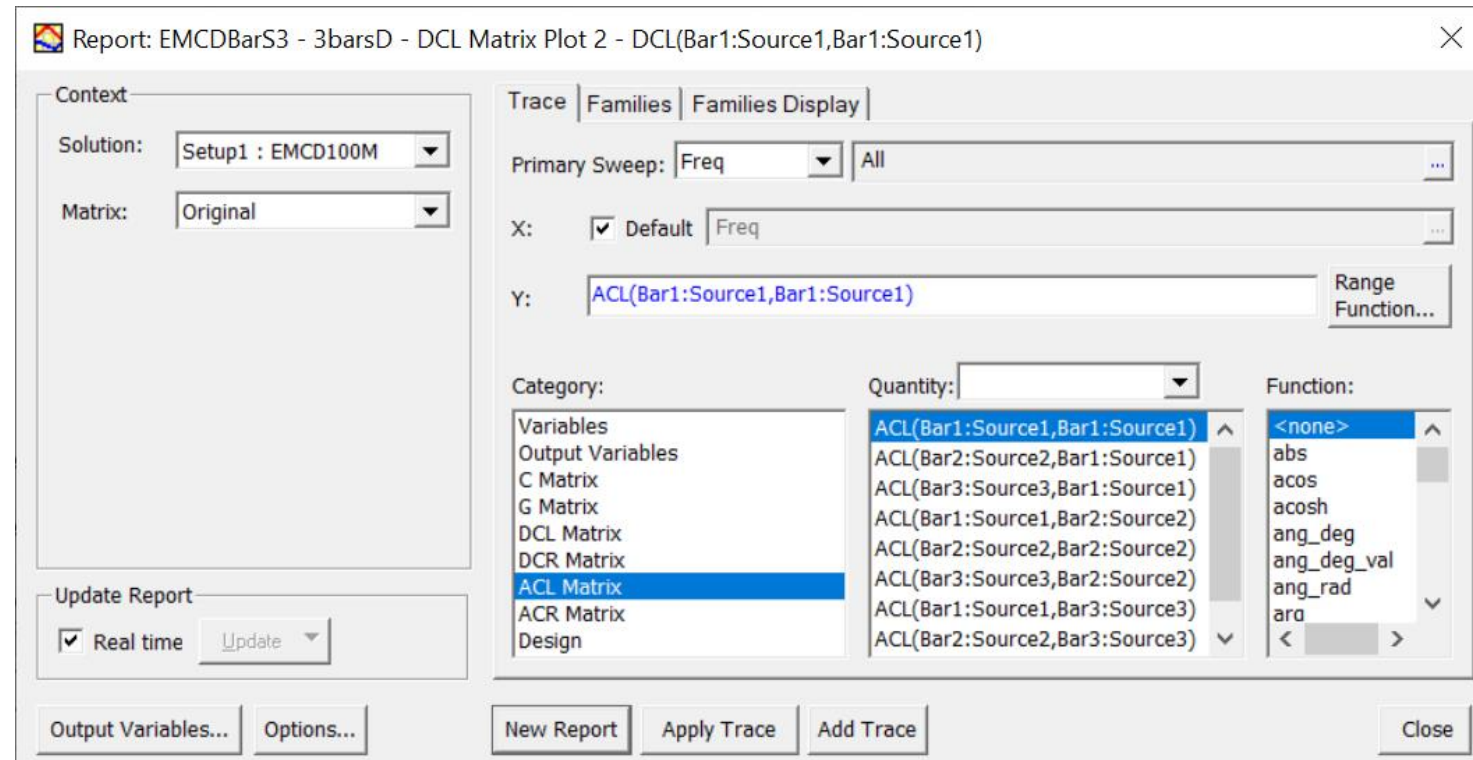 Report: EMCDBarS3 - 3barsD - DCL Matrix Plot 2 - DCL(Bar1:Source1,Bar1:Source1)
Context
Solution: Setup1 : EMCD100M
Matrix: Original
Update Report
Real time Update
Output Variables... Options...
Trace Families Families Display
Primary Sweep: Freq All ...
X: Default Freq ...
Y: ACL(Bar1:Source1,Bar1:Source1) Range
Function...
Category:
Variables
Output Variables
C Matrix
G Matrix
DCL Matrix
DCR Matrix
ACL Matrix
ACR Matrix
Design
Quantity:
ACL(Bar1:Source1,Bar1:Source1)
ACL(Bar2:Source2,Bar1:Source1)
ACL(Bar3:Source3,Bar1:Source1)
ACL(Bar1:Source1,Bar2:Source2)
ACL(Bar2:Source2,Bar2:Source2)
ACL(Bar3:Source3,Bar2:Source2)
ACL(Bar1:Source1,Bar3:Source3)
ACL(Bar2:Source2,Bar3:Source3)
Function:
<none>
abs
acos
acosh
ang_deg
ang_deg_val
ang_rad
arg
New Report Apply Trace Add Trace Close